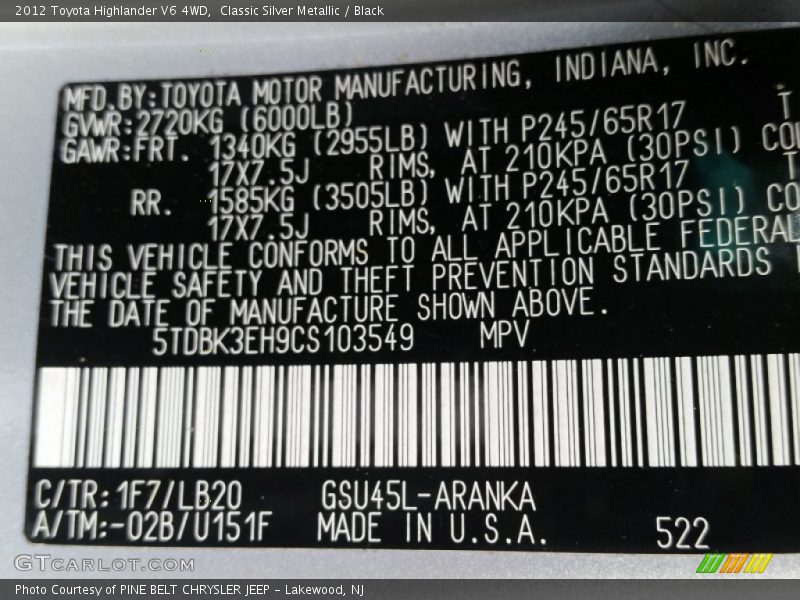 2012 Toyota Highlander V6 4WD,  Classic Silver Metallic / Black
MFD.BY:TOYOTA MOTOR MANUFACTURING, INDIANA, INC.
GVWR:2720KG (6000LB)
GAWR:FRT. 1340KG (2955LB) WITH P245/65R17 T
17X7.5J RIMS, AT 210KPA (30PSI) CO
RR. 1585KG (3505LB) WITH P245/65R17 T
17X7.5J RIMS, AT 210KPA (30PSI) CO
THIS VEHICLE CONFORMS TO ALL APPLICABLE FEDERAL
VEHICLE SAFETY AND THEFT PREVENTION STANDARDS
THE DATE OF MANUFACTURE SHOWN ABOVE.
5TDBK3EH9CS103549 MPV
C/TR:1F7/LB20 GSU45L-ARANKA
A/TM:-02B/U151F MADE IN U.S.A. 522
GTCARLOT.COM
Photo Courtesy of PINE BELT CHRYSLER JEEP - Lakewood, NJ